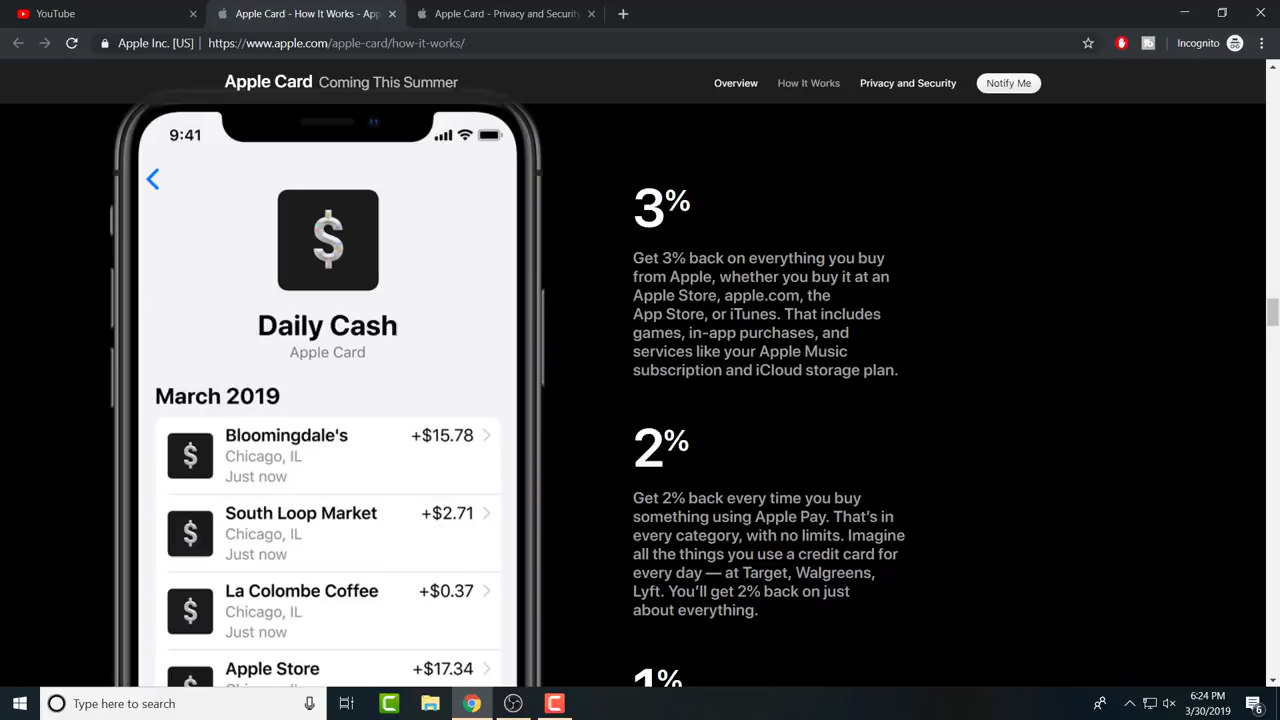 YouTube
Apple Card - How It Works - Ap
Apple Card - Privacy and Security
Apple Inc. [US] | https://www.apple.com/apple-card/how-it-works/
Incognito
Apple Card Coming This Summer
Overview
How It Works
Privacy and Security
Notify Me
9:41
$
Daily Cash
Apple Card
March 2019
$
Bloomingdale's +$15.78
Chicago, IL
Just now
$
South Loop Market +$2.71
Chicago, IL
Just now
$
La Colombe Coffee +$0.37
Chicago, IL
Just now
$
Apple Store +$17.34
3%
Get 3% back on everything you buy
from Apple, whether you buy it at an
Apple Store, apple.com, the
App Store, or iTunes. That includes
games, in-app purchases, and
services like your Apple Music
subscription and iCloud storage plan.
2%
Get 2% back every time you buy
something using Apple Pay. That's in
every category, with no limits. Imagine
all the things you use a credit card for
every day — at Target, Walgreens,
Lyft. You'll get 2% back on just
about everything.
1%
Type here to search
6:24 PM
3/30/2019
6